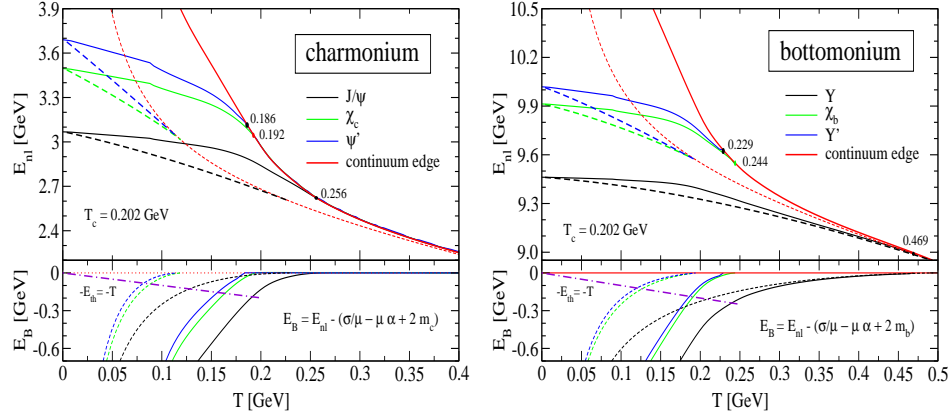 3.9
3.6
3.3
3.0
2.7
2.4
E_nl [GeV]
charmonium
J/ψ
χ_c
ψ'
continuum edge
0.186
0.192
0.256
T_c = 0.202 GeV
0
-0.3
-0.6
E_B [GeV]
-E_th = -T
E_B = E_nl - (σ/μ – μ α + 2 m_c)
0 0.05 0.1 0.15 0.2 0.25 0.3 0.35 0.4
T [GeV]
10.5
10.2
9.9
9.6
9.3
9.0
E_nl [GeV]
bottomonium
Y
χ_b
Y'
continuum edge
0.229
0.244
0.469
T_c = 0.202 GeV
0
-0.3
-0.6
E_B [GeV]
-E_th = -T
E_B = E_nl - (σ/μ – μ α + 2 m_b)
0 0.05 0.1 0.15 0.2 0.25 0.3 0.35 0.4 0.45 0.5
T [GeV]